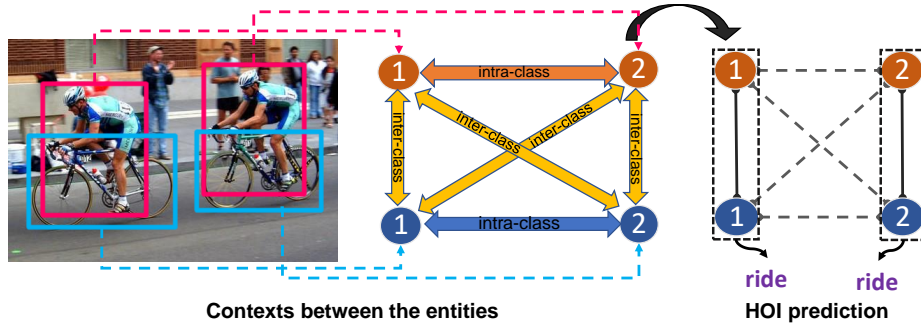 1
2
1
2
intra-class
inter-class
inter-class
inter-class
inter-class
1
2
intra-class
1
2
ride
ride
Contexts between the entities
HOI prediction